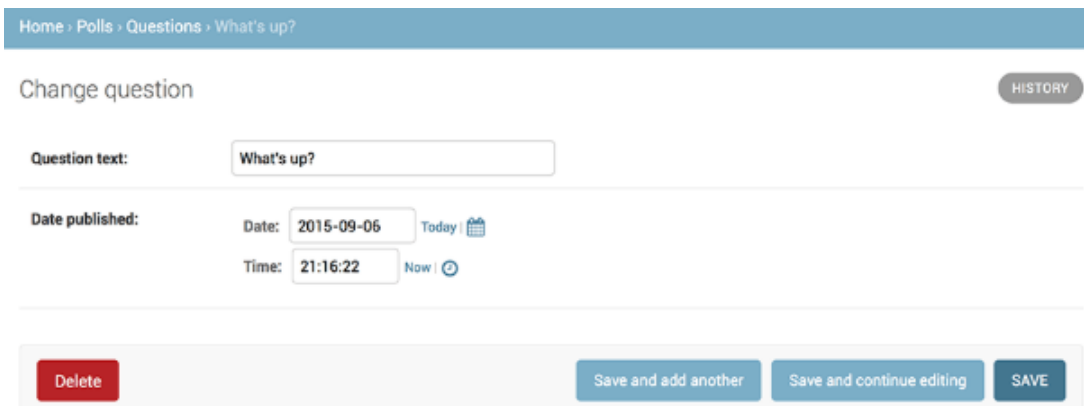 Home › Polls › Questions › What's up?
Change question
HISTORY
Question text: What's up?
Date published: Date: 2015-09-06 Today |
Time: 21:16:22 Now |
Delete Save and add another Save and continue editing SAVE